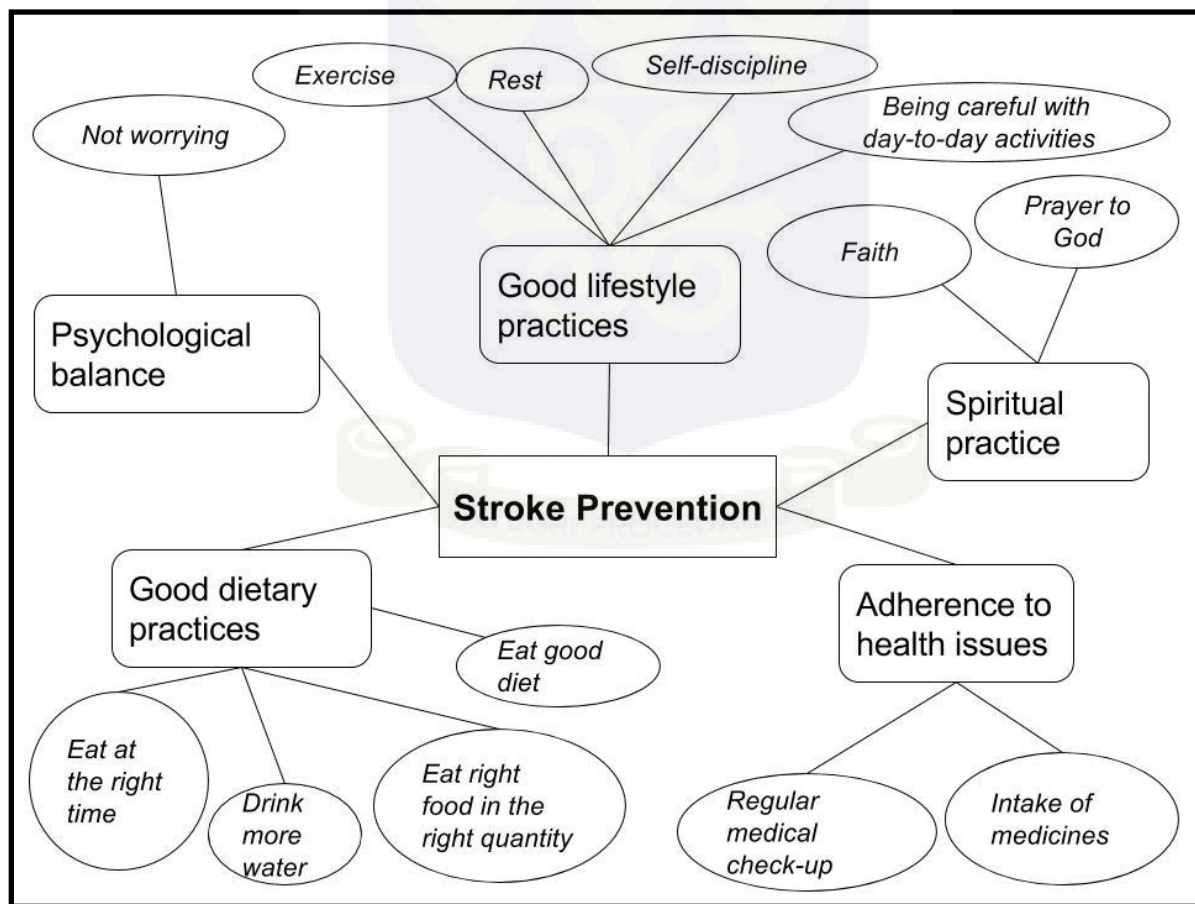 Exercise
Rest
Self-discipline
Being careful with
day-to-day activities
Not worrying
Faith
Prayer to
God
Psychological
balance
Good lifestyle
practices
Spiritual
practice
Stroke Prevention
Good dietary
practices
Adherence to
health issues
Eat good
diet
Eat at
the right
time
Drink
more
water
Eat right
food in the
right quantity
Regular
medical
check-up
Intake of
medicines